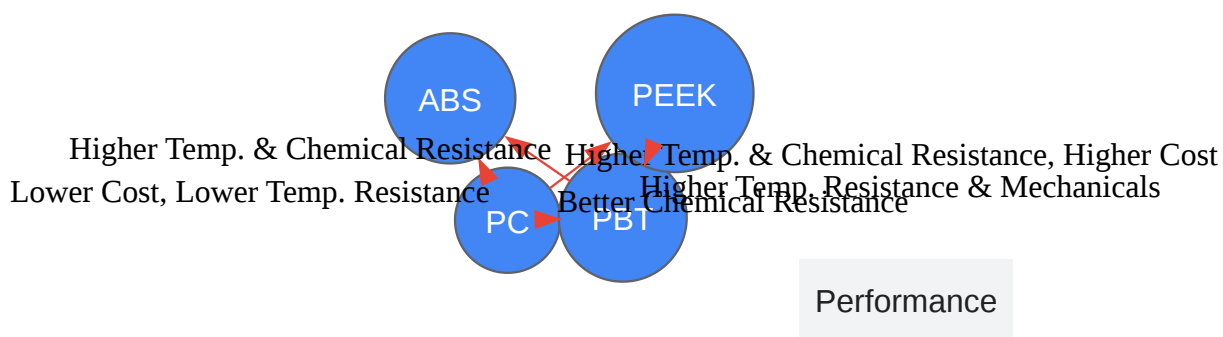 ABS
PEEK
Higher Temp. & Chemical Resistance
Higher Temp. & Chemical Resistance, Higher Cost
Lower Cost, Lower Temp. Resistance
Higher Temp. Resistance & Mechanicals
Better Chemical Resistance
PC
PBT
Performance